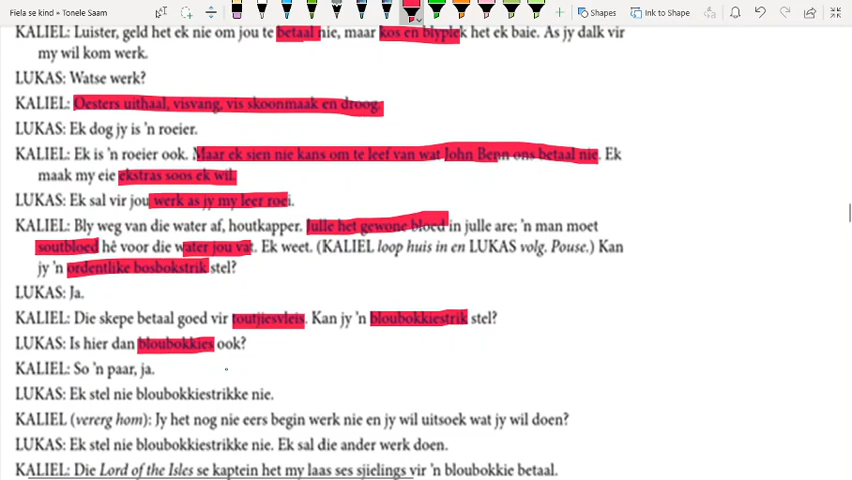 Fiela se kind » Tonele Saam
Shapes
Ink to Shape
KALIEL: Luister, geld het ek nie om jou te betaal nie, maar kos en blyplek het ek baie. As jy dalk vir
my wil kom werk.
LUKAS: Watse werk?
KALIEL: Oesters uithaal, visvang, vis skoonmaak en droog.
LUKAS: Ek dog jy is 'n roeier.
KALIEL: Ek is 'n roeier ook. Maar ek sien nie kans om te leef van wat John Benn ons betaal nie. Ek
maak my eie ekstras soos ek wil.
LUKAS: Ek sal vir jou werk as jy my leer roei.
KALIEL: Bly weg van die water af, houtkapper. Julle het gewone bloed in julle are; 'n man moet
soutbloed hê voor die water jou vat. Ek weet. (KALIEL loop huis in en LUKAS volg. Pouse.) Kan
jy 'n ordentlike bosbokstrik stel?
LUKAS: Ja.
KALIEL: Die skepe betaal goed vir toutjiesvleis. Kan jy 'n bloubokkiestrik stel?
LUKAS: Is hier dan bloubokkies ook?
KALIEL: So 'n paar, ja.
LUKAS: Ek stel nie bloubokkiestrikke nie.
KALIEL (vererg hom): Jy het nog nie eers begin werk nie en jy wil uitsoek wat jy wil doen?
LUKAS: Ek stel nie bloubokkiestrikke nie. Ek sal die ander werk doen.
KALIEL: Die Lord of the Isles se kaptein het my laas ses sjielings vir 'n bloubokkie betaal.